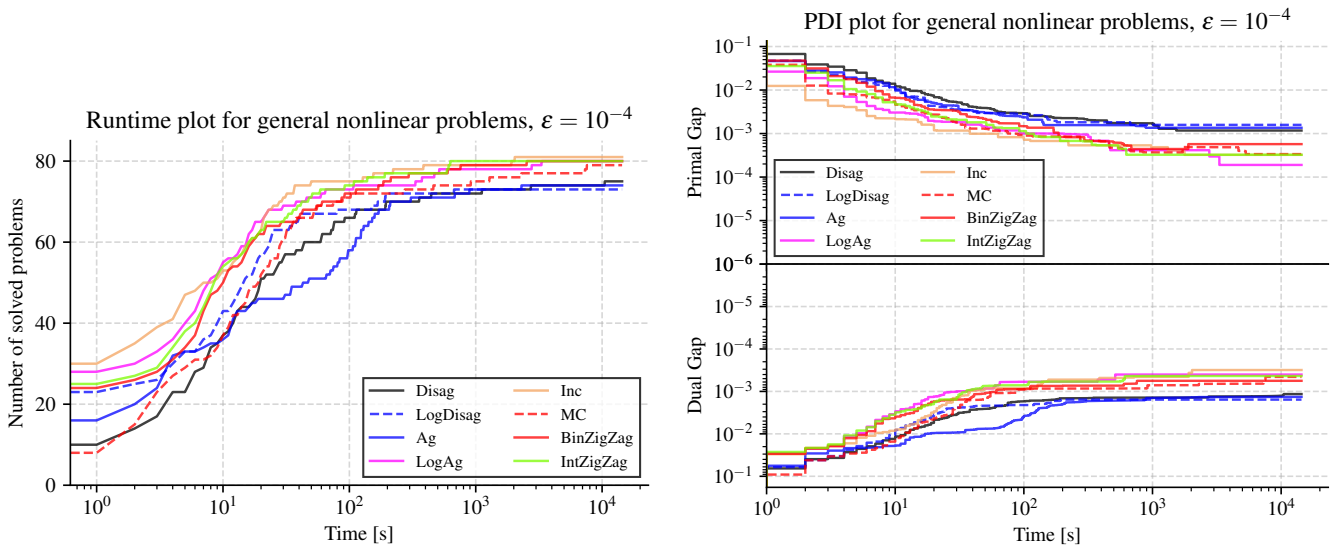 Runtime plot for general nonlinear problems, ε = 10⁻⁴
Number of solved problems
80
60
40
20
0
10⁰ 10¹ 10² 10³ 10⁴
Time [s]
Disag
LogDisag
Ag
LogAg
Inc
MC
BinZigZag
IntZigZag
PDI plot for general nonlinear problems, ε = 10⁻⁴
Primal Gap
10⁻¹
10⁻²
10⁻³
10⁻⁴
10⁻⁵
10⁻⁶
Disag
LogDisag
Ag
LogAg
Inc
MC
BinZigZag
IntZigZag
Dual Gap
10⁻⁵
10⁻⁴
10⁻³
10⁻²
10⁻¹
10⁰ 10¹ 10² 10³ 10⁴
Time [s]